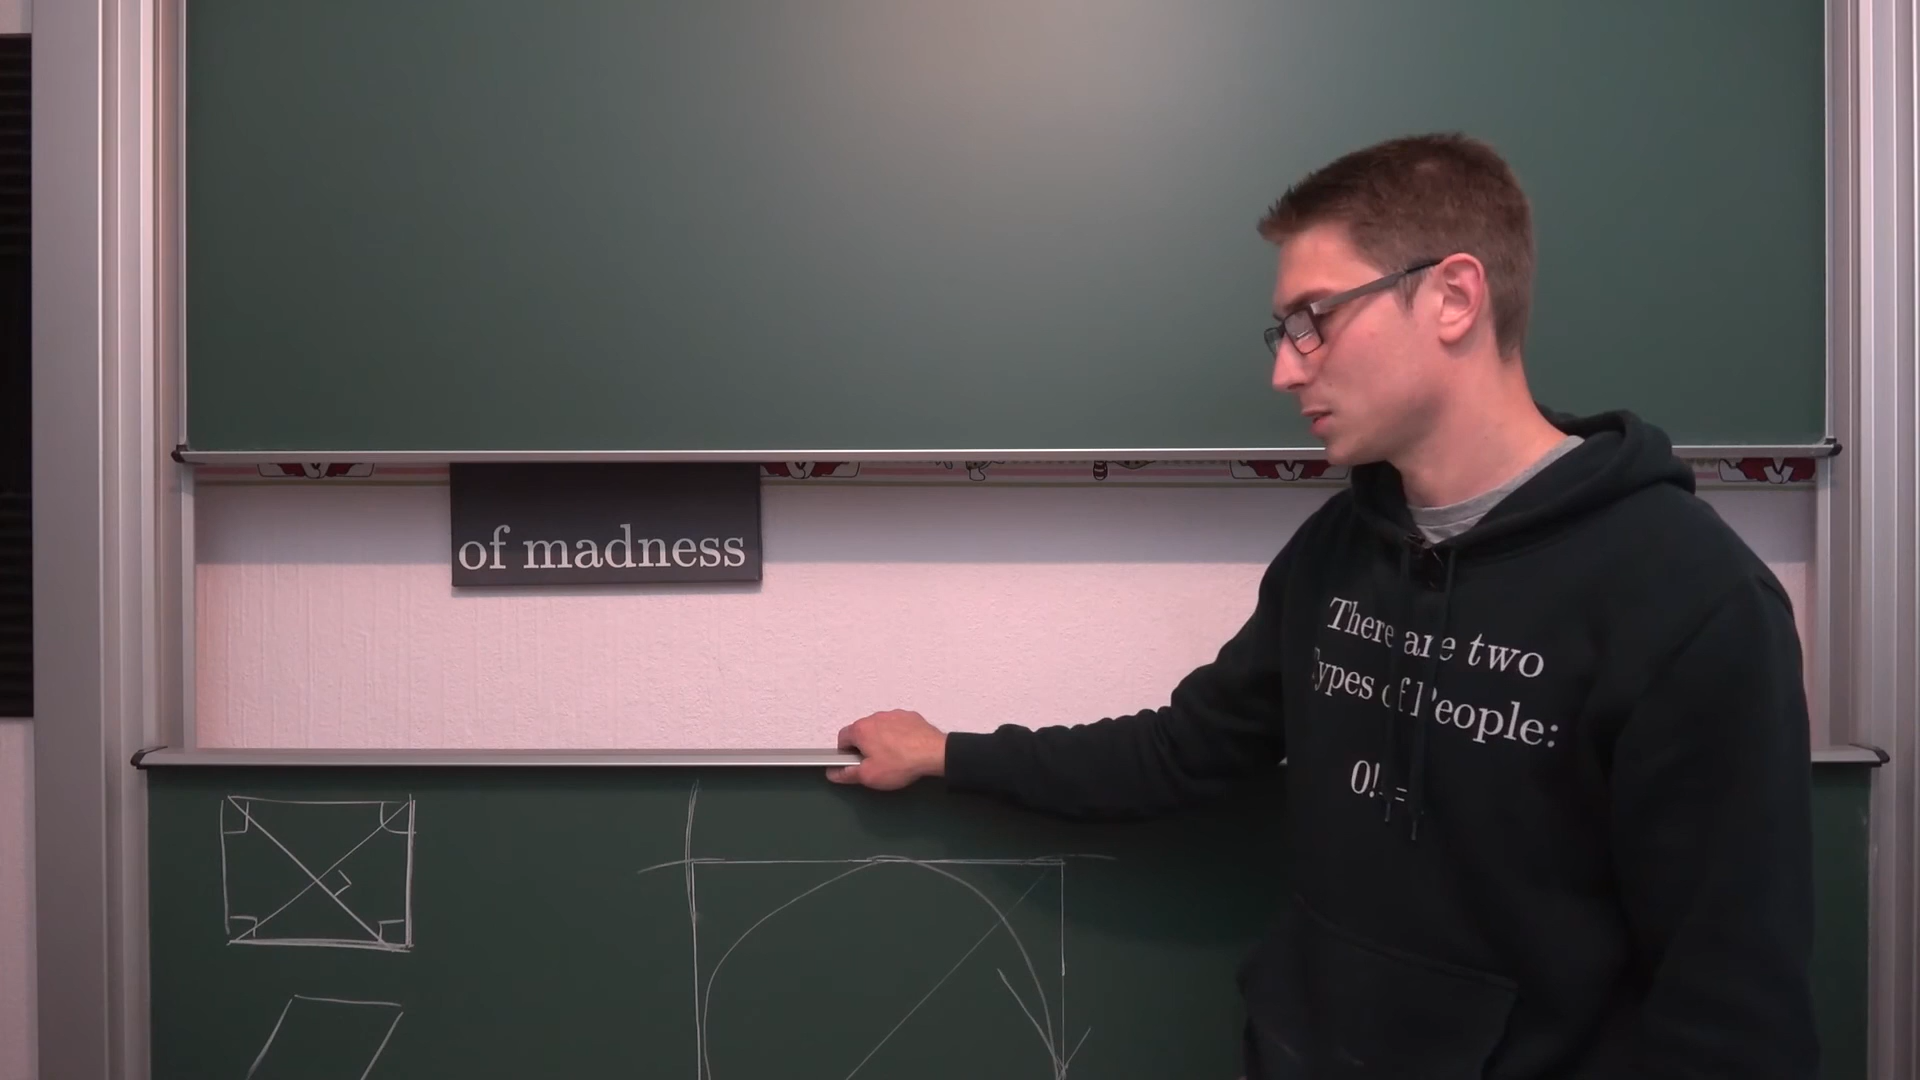 of madness
There are two
Types of People:
0! =